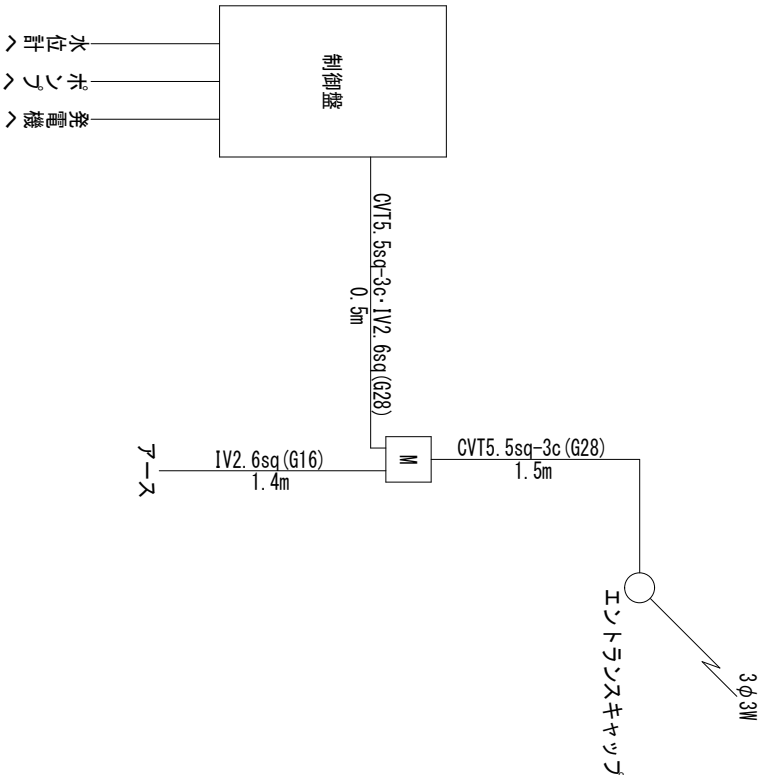 制御盤
水位計へ
ポンプへ
発電機へ
CVT5.5sq-3c・IV2.6sq(G28)
0.5m
M
CVT5.5sq-3c(G28)
1.5m
IV2.6sq(G16)
1.4m
アース
エントランスキャップ
3φ3W